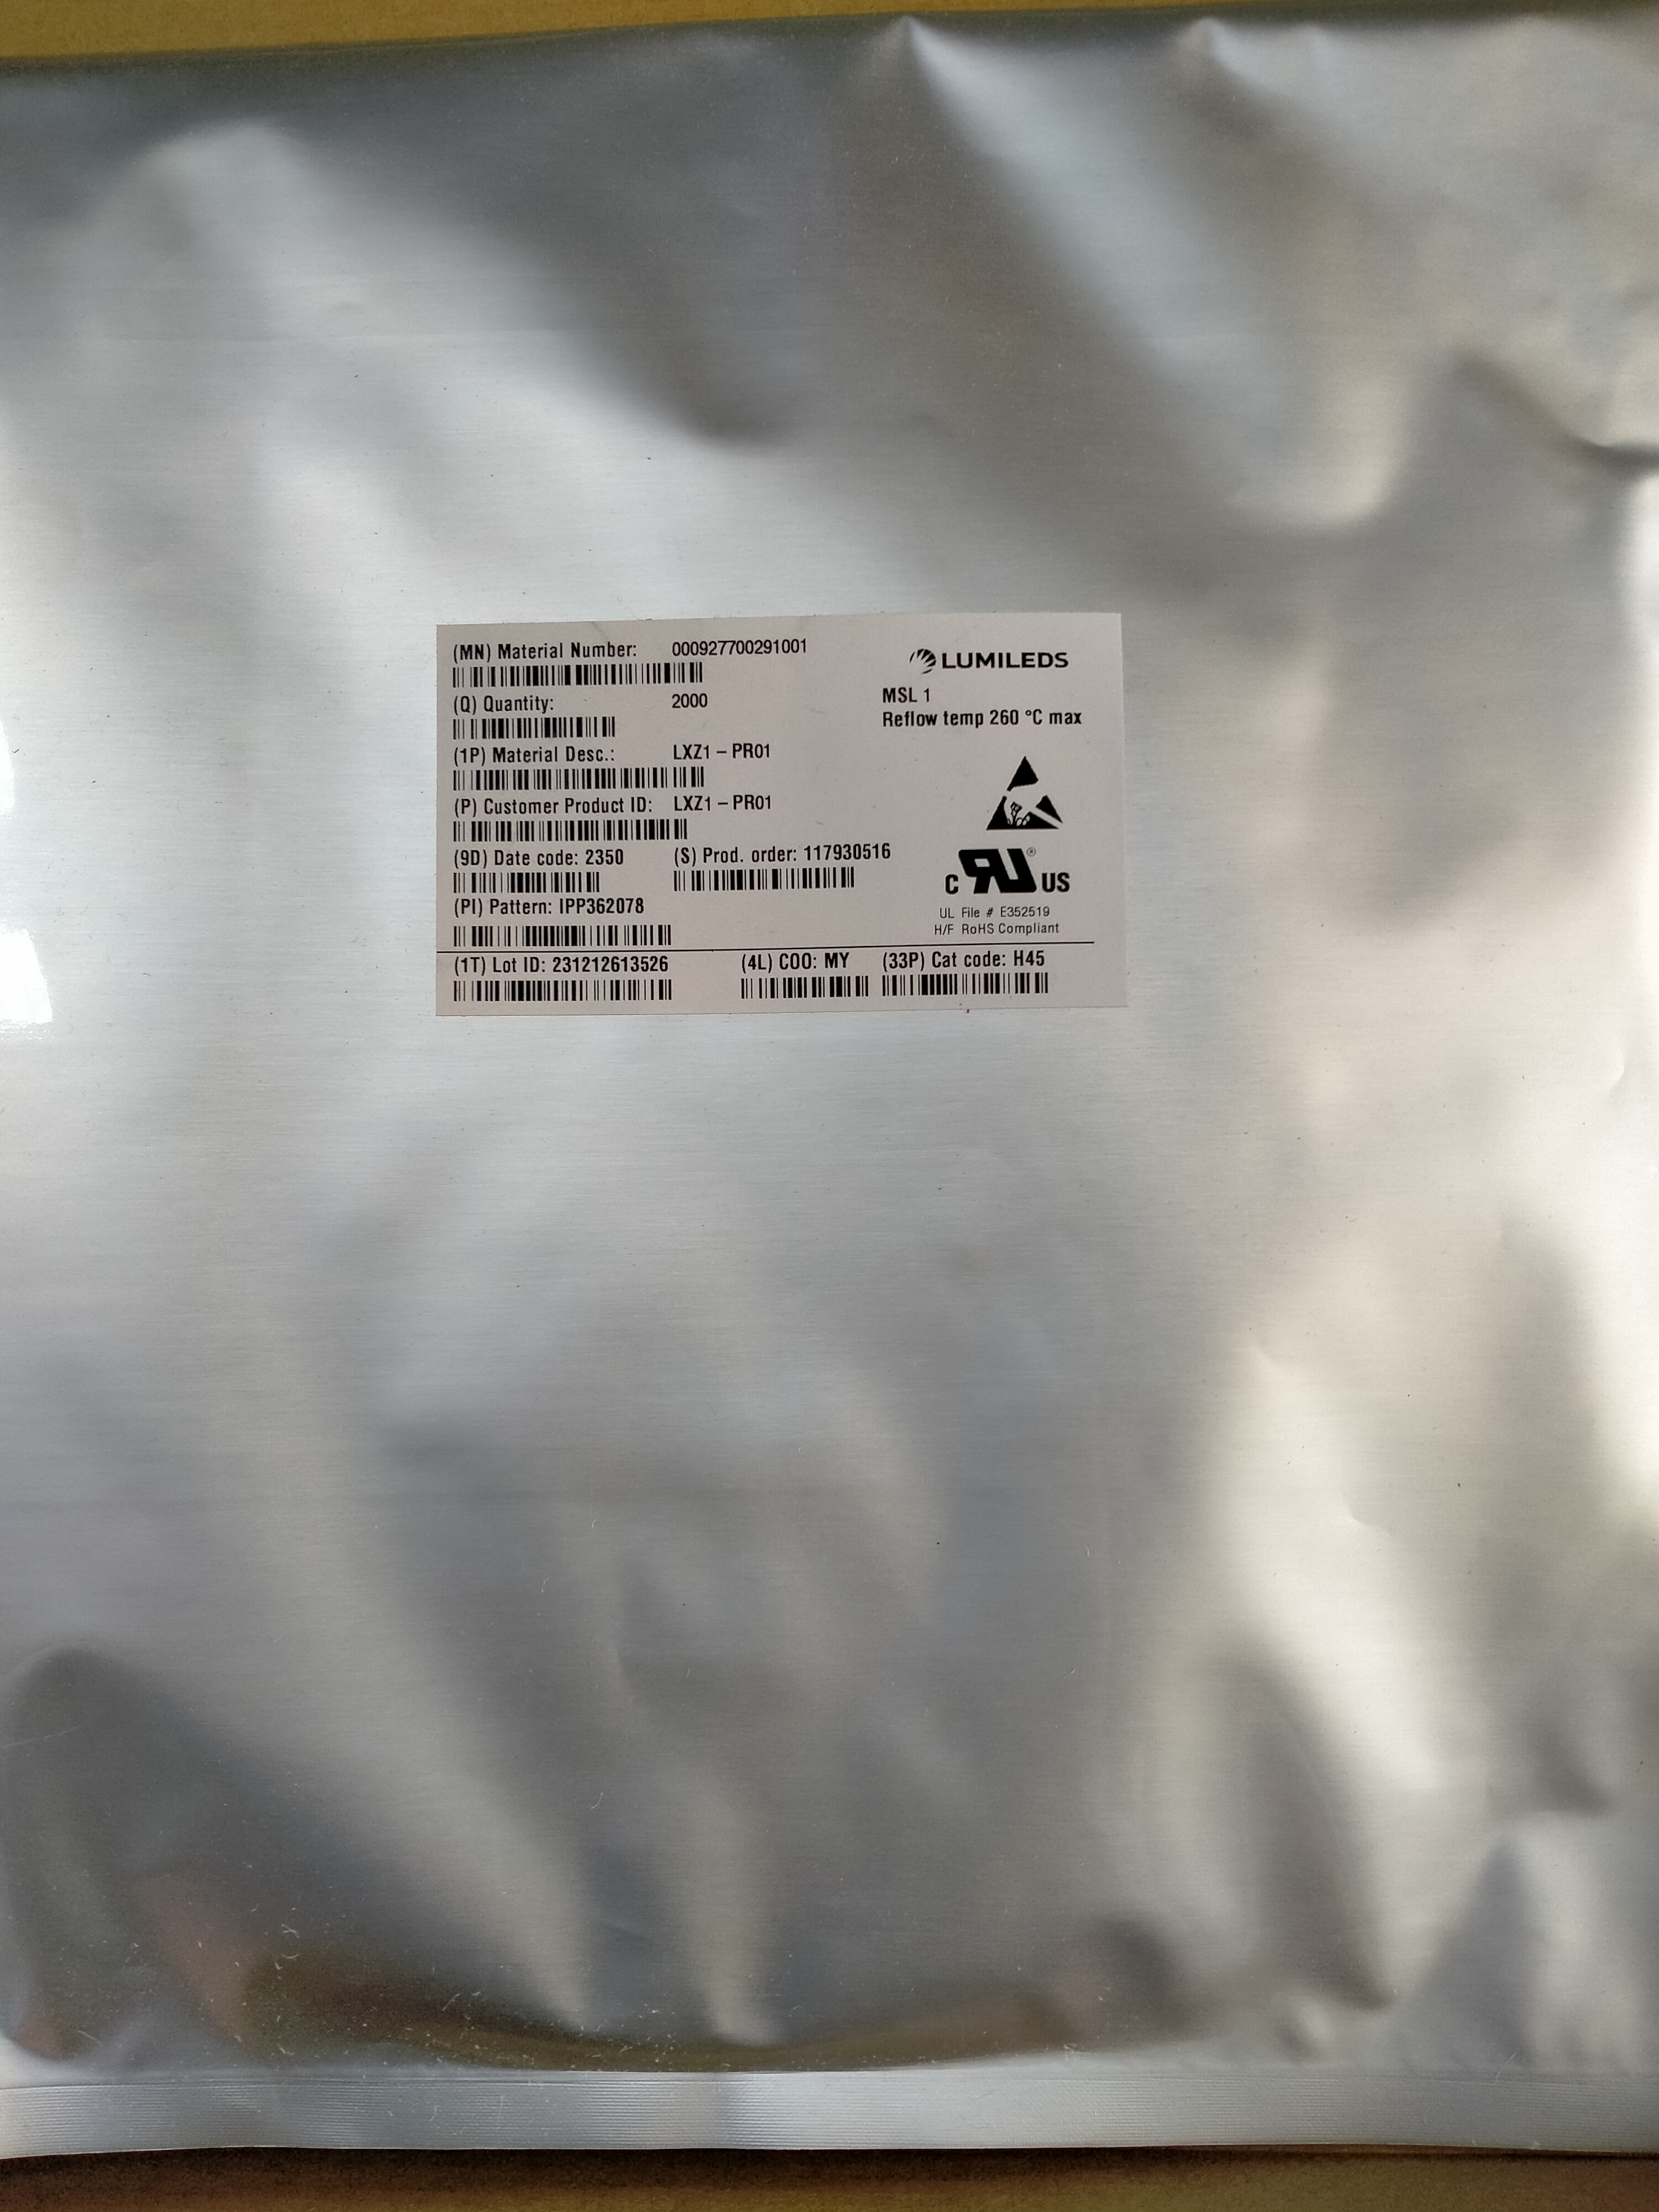 (MN) Material Number: 000927700291001
LUMILEDS
(Q) Quantity: 2000
MSL 1
Reflow temp 260 °C max
(1P) Material Desc.: LXZ1 – PR01
(P) Customer Product ID: LXZ1 – PR01
(9D) Date code: 2350 (S) Prod. order: 117930516
C RU ® US
(PI) Pattern: IPP362078
UL File # E352519
H/F RoHS Compliant
(1T) Lot ID: 231212613526 (4L) COO: MY (33P) Cat code: H45